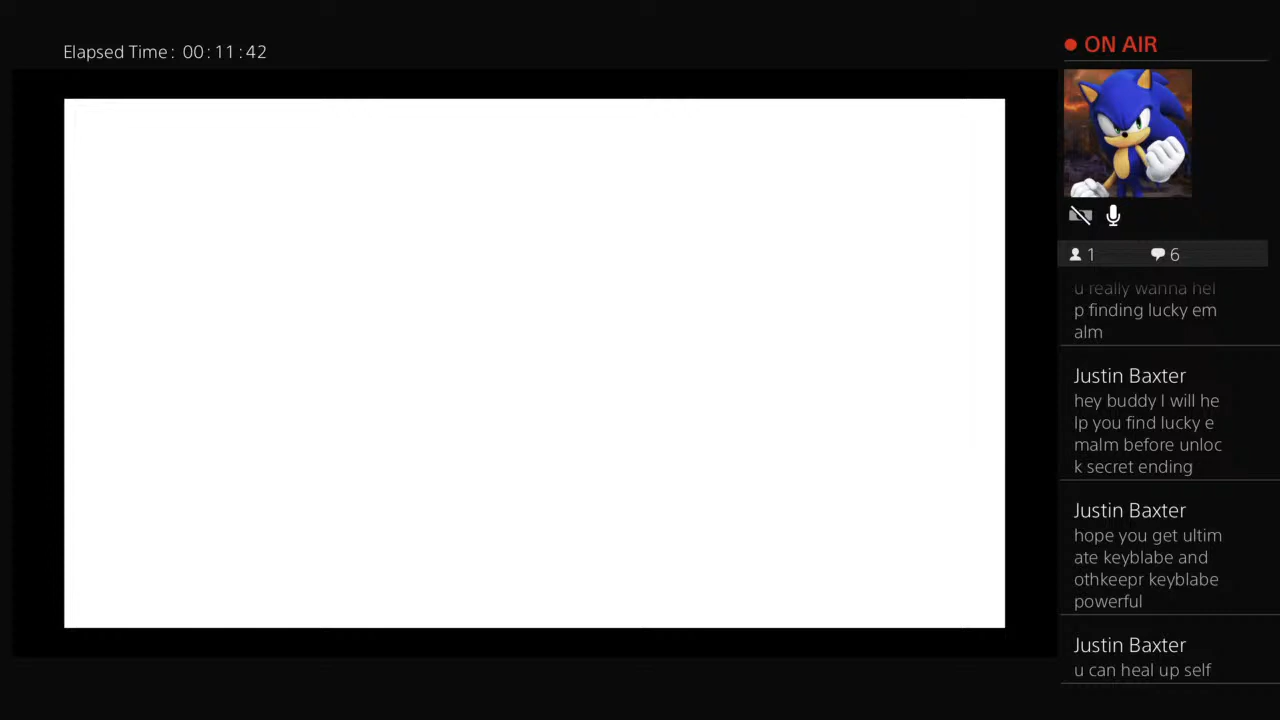 Elapsed Time: 00:11:42
ON AIR
1 6
u really wanna hel
p finding lucky em
alm
Justin Baxter
hey buddy I will he
lp you find lucky e
malm before unloc
k secret ending
Justin Baxter
hope you get ultim
ate keyblabe and
othkeepr keyblabe
powerful
Justin Baxter
u can heal up self